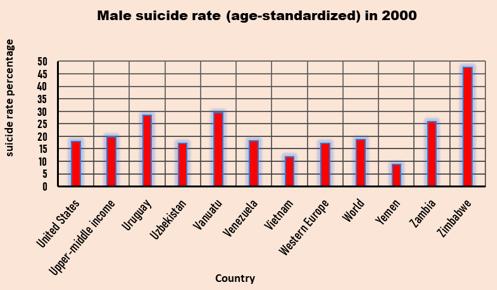 Male suicide rate (age-standardized) in 2000
suicide rate percentage
50
45
40
35
30
25
20
15
10
5
0
United States
Upper-middle income
Uruguay
Uzbekistan
Vanuatu
Venezuela
Vietnam
Western Europe
World
Yemen
Zambia
Zimbabwe
Country